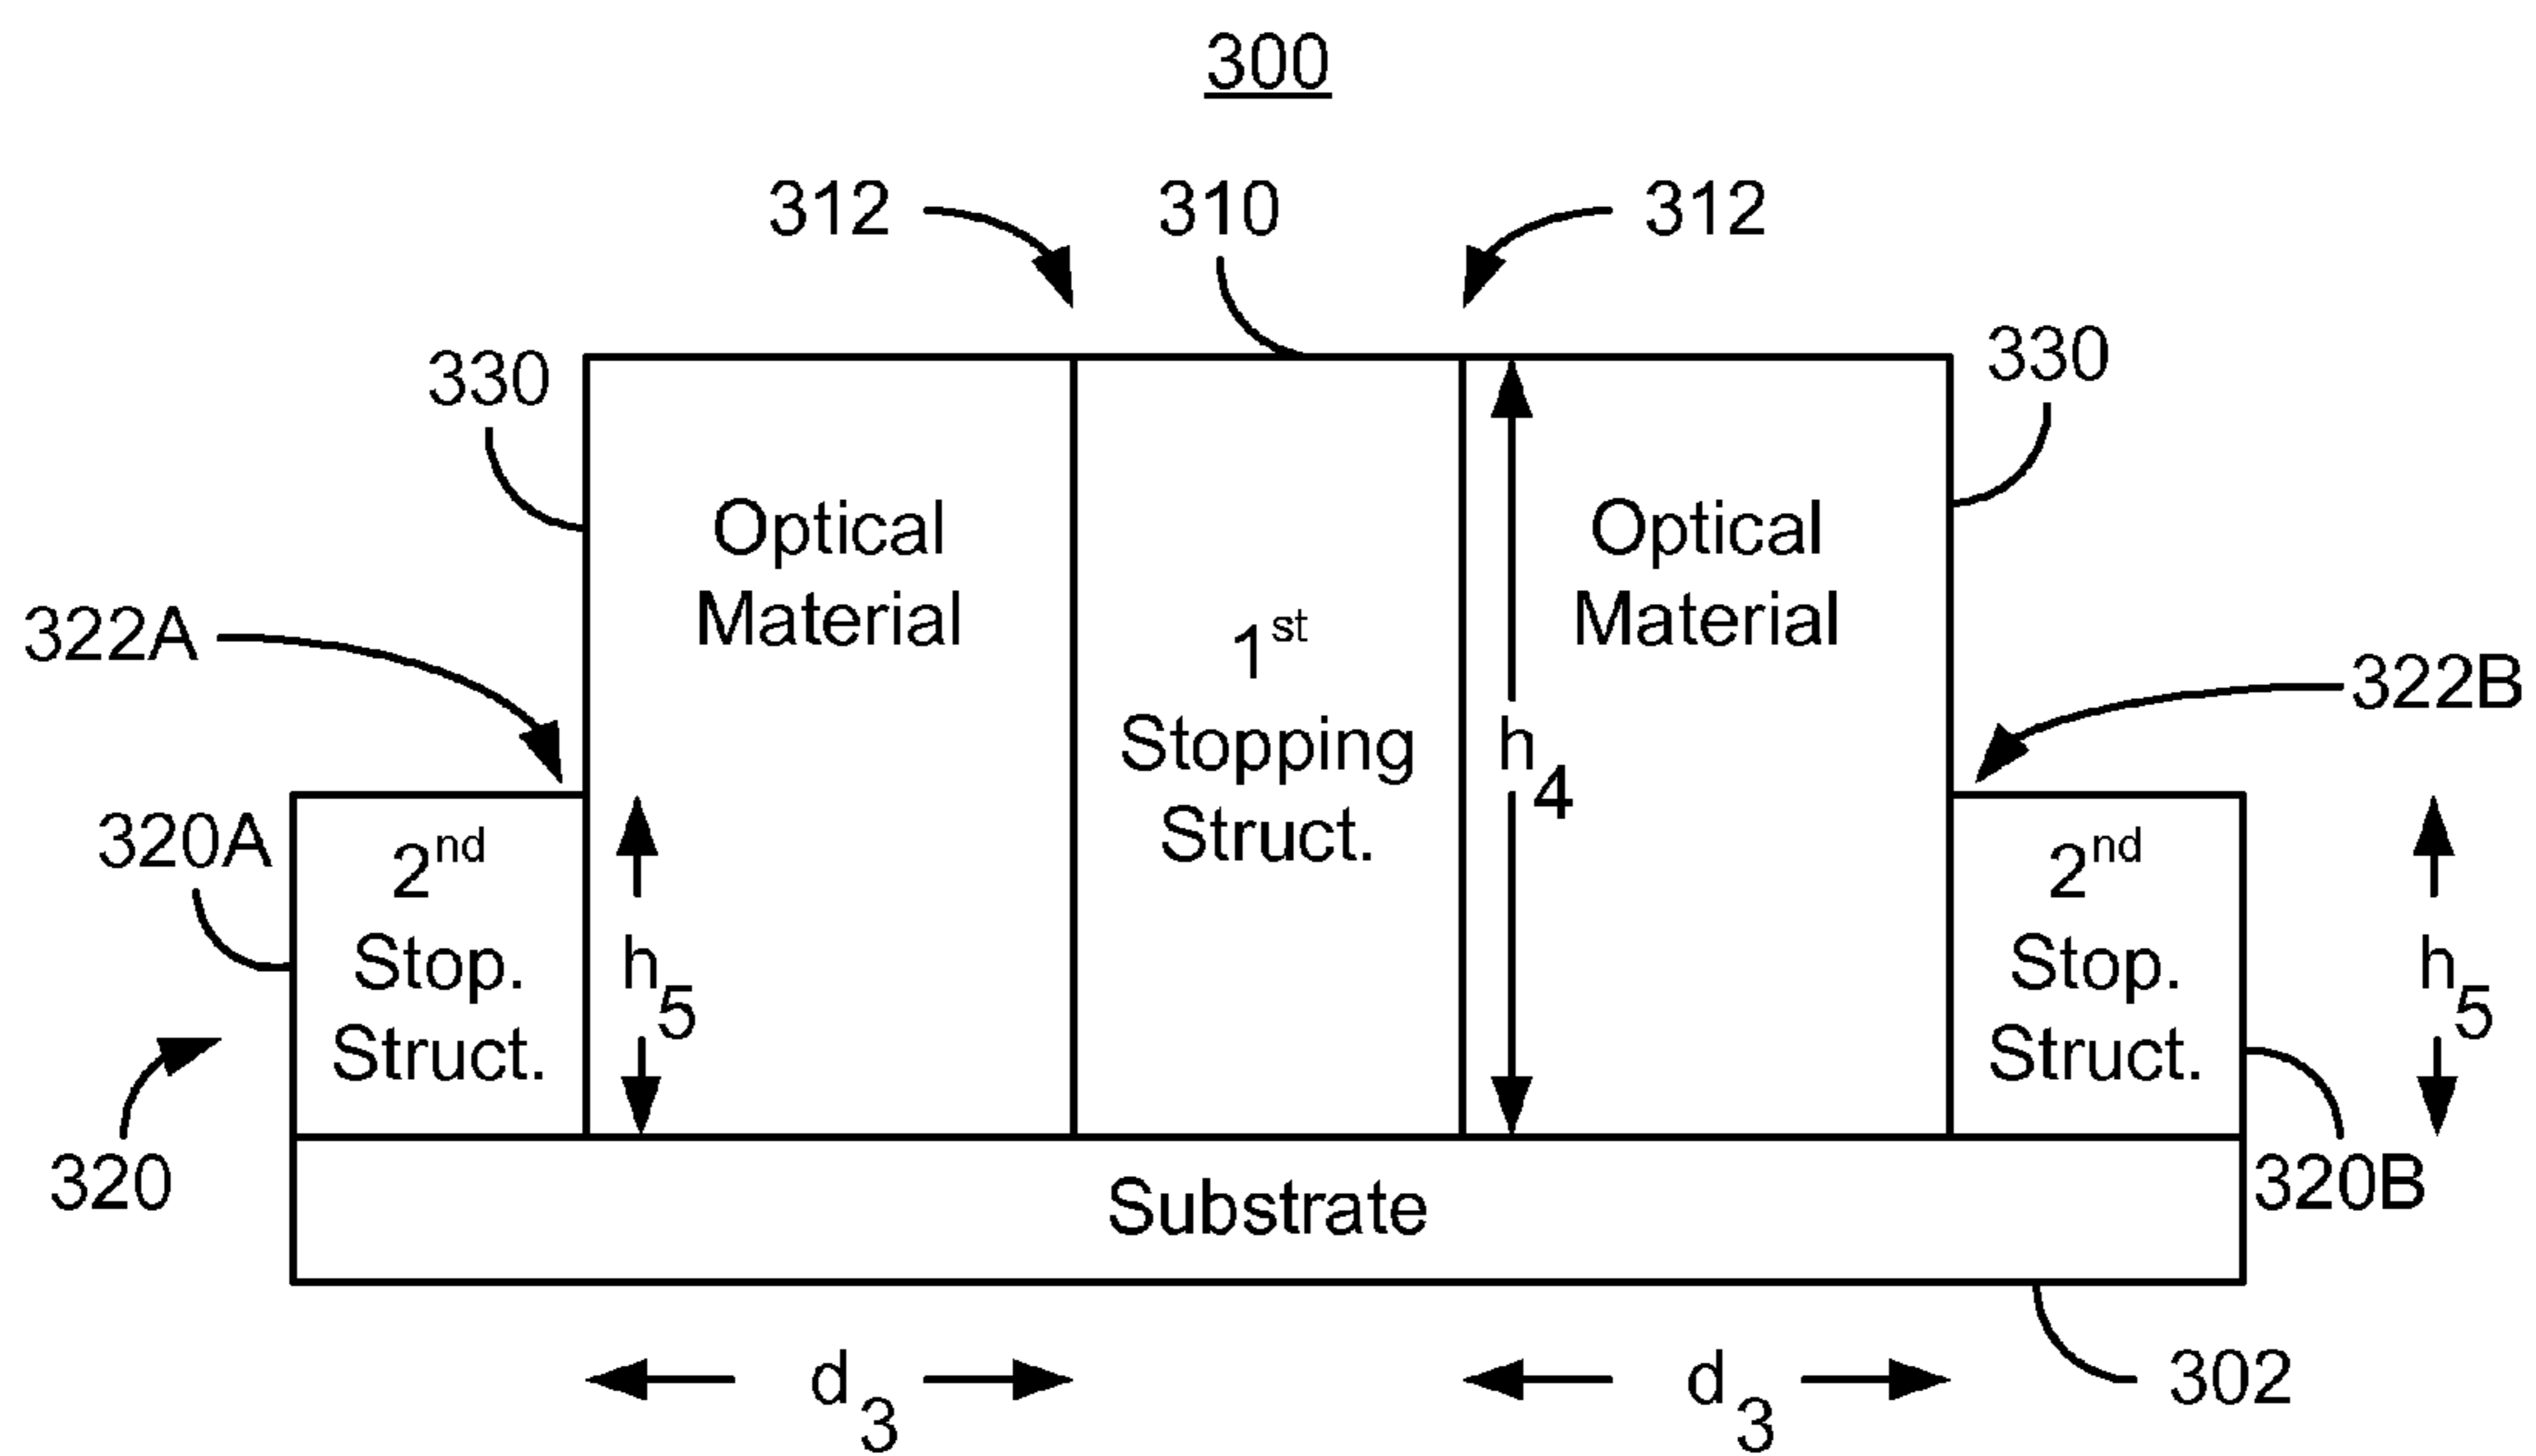 300
312 310 312
330 330
Optical Optical
Material Material
1st
322A
322B
Stopping h4
Struct.
320A 2nd 2nd
Stop. h5 Stop. h5
Struct. Struct.
320 320B
Substrate
d3 d3 302